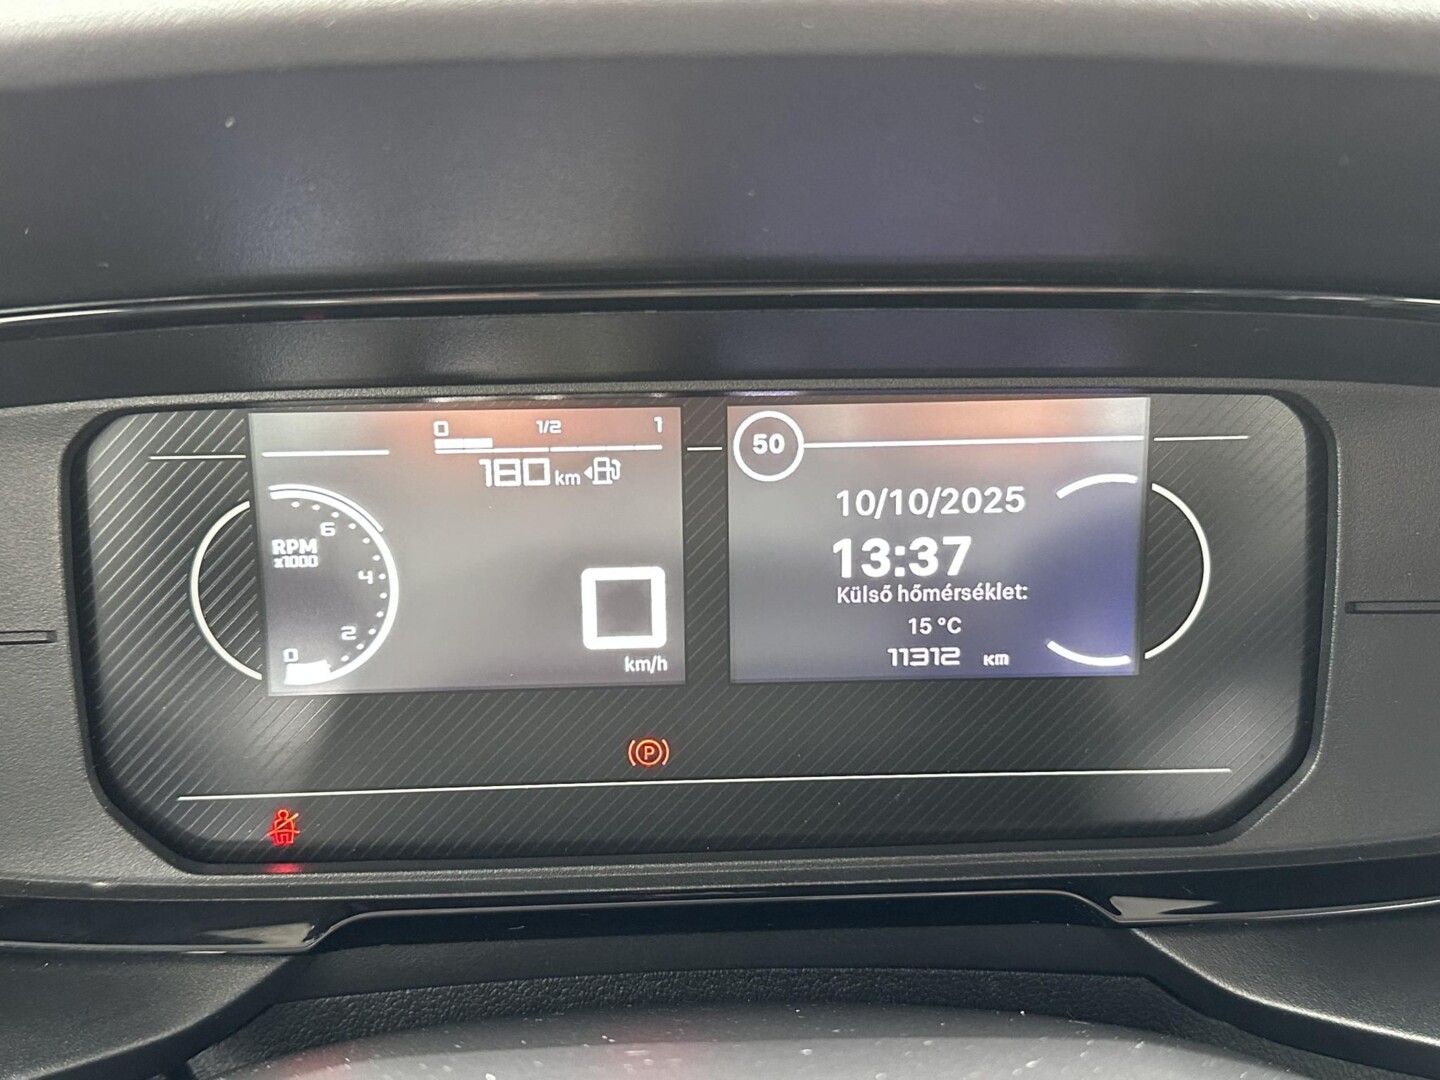 0 1/2 1
180 km
6
RPM
x1000
4
2
0
0
km/h
50
10/10/2025
13:37
Külső hőmérséklet:
15 °C
11312 KM
(P)